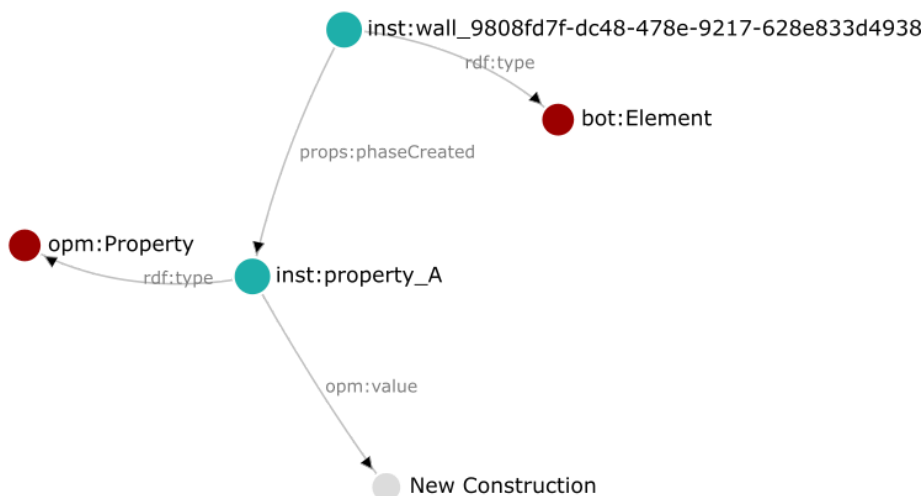 inst:wall_9808fd7f-dc48-478e-9217-628e833d4938
rdf:type
bot:Element
props:phaseCreated
opm:Property
rdf:type
inst:property_A
opm:value
New Construction